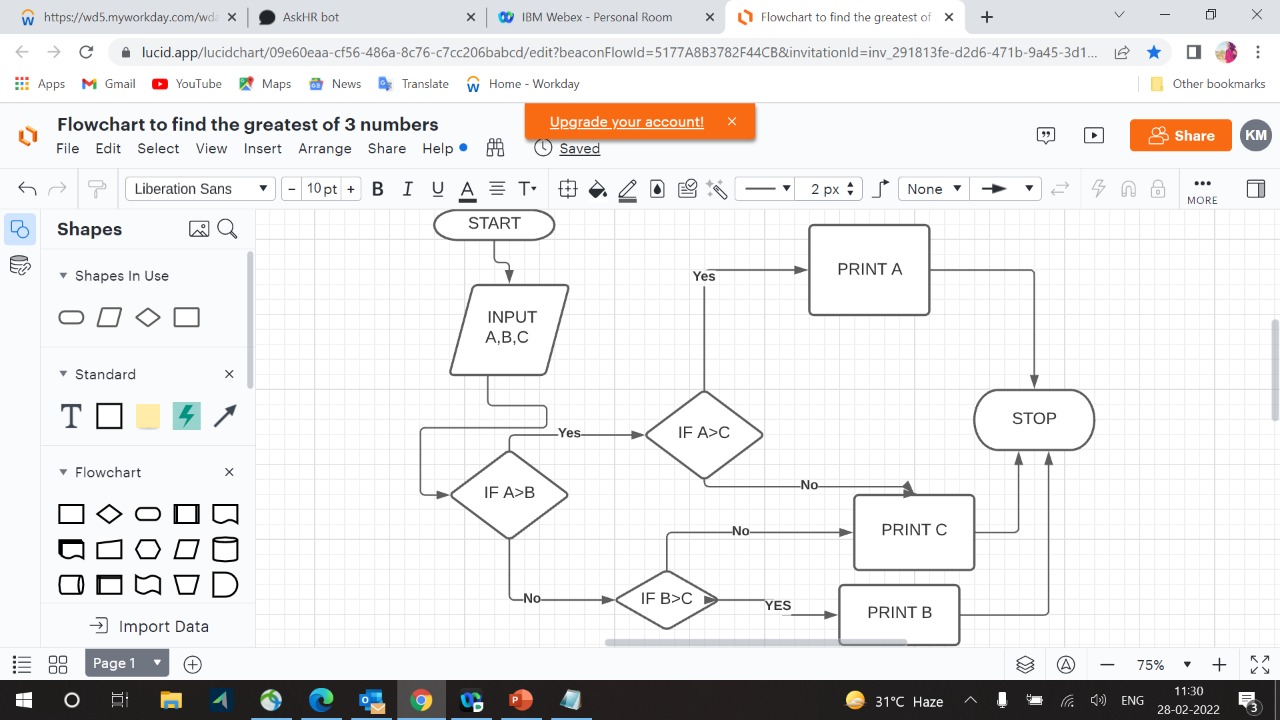 https://wd5.myworkday.com/wda
AskHR bot
IBM Webex - Personal Room
Flowchart to find the greatest of
lucid.app/lucidchart/09e60eaa-cf56-486a-8c76-c7cc206babcd/edit?beaconFlowId=5177A8B3782F44CB&invitationId=inv_291813fe-d2d6-471b-9a45-3d1...
Apps
Gmail
YouTube
Maps
News
Translate
Home - Workday
Other bookmarks
Flowchart to find the greatest of 3 numbers
Upgrade your account!
File Edit Select View Insert Arrange Share Help
Saved
Share
KM
Liberation Sans
10 pt
B I U A T
2 px
None
MORE
Shapes
Shapes In Use
Standard
T
Flowchart
Import Data
START
INPUT
A,B,C
Yes
PRINT A
STOP
Yes
IF A>C
IF A>B
No
PRINT C
No
No
IF B>C
YES
PRINT B
Page 1
75%
31°C Haze
ENG
11:30
28-02-2022
3